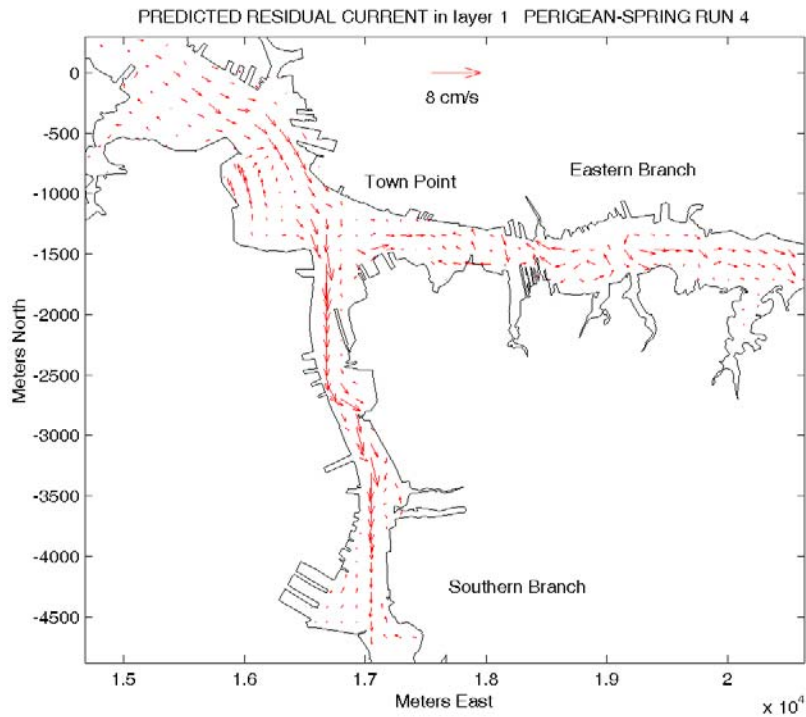 PREDICTED RESIDUAL CURRENT in layer 1 PERIGEAN-SPRING RUN 4
0
8 cm/s
-500
Town Point
Eastern Branch
-1000
-1500
-2000
Meters North
-2500
-3000
-3500
-4000
Southern Branch
-4500
1.5 1.6 1.7 1.8 1.9 2
Meters East
x 10^4